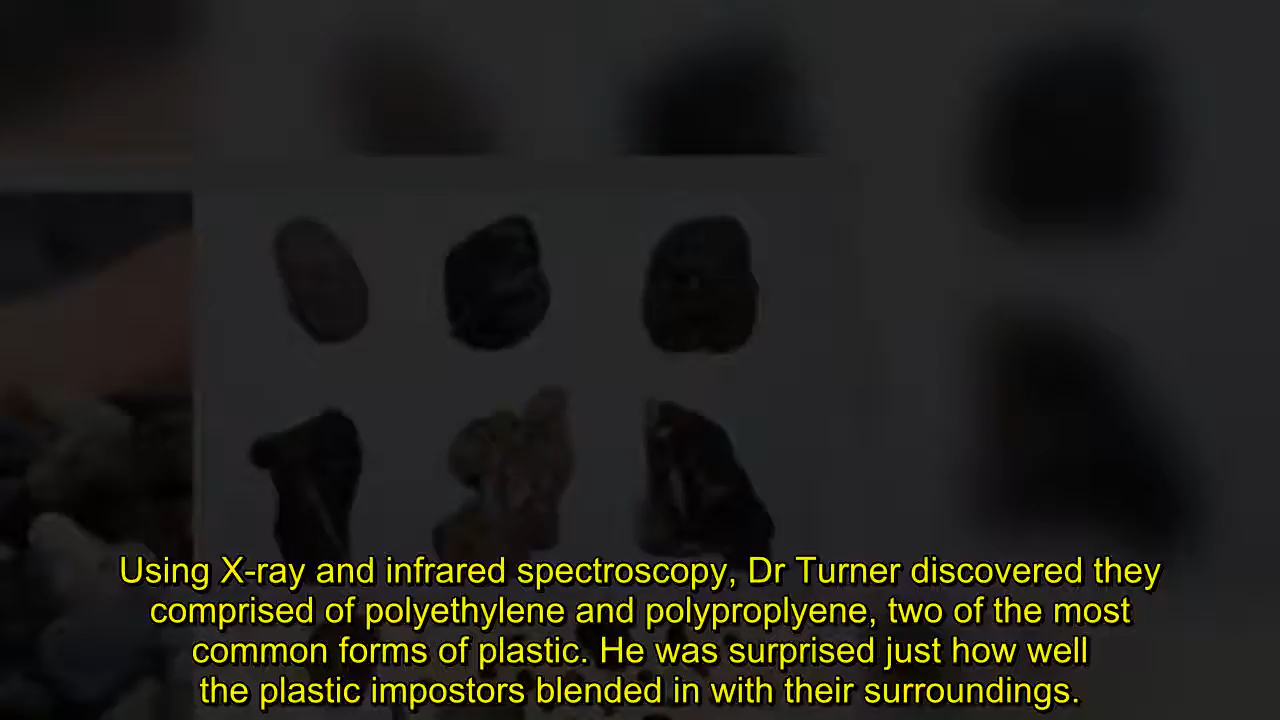 Using X-ray and infrared spectroscopy, Dr Turner discovered they
comprised of polyethylene and polyproplyene, two of the most
common forms of plastic. He was surprised just how well
the plastic impostors blended in with their surroundings.